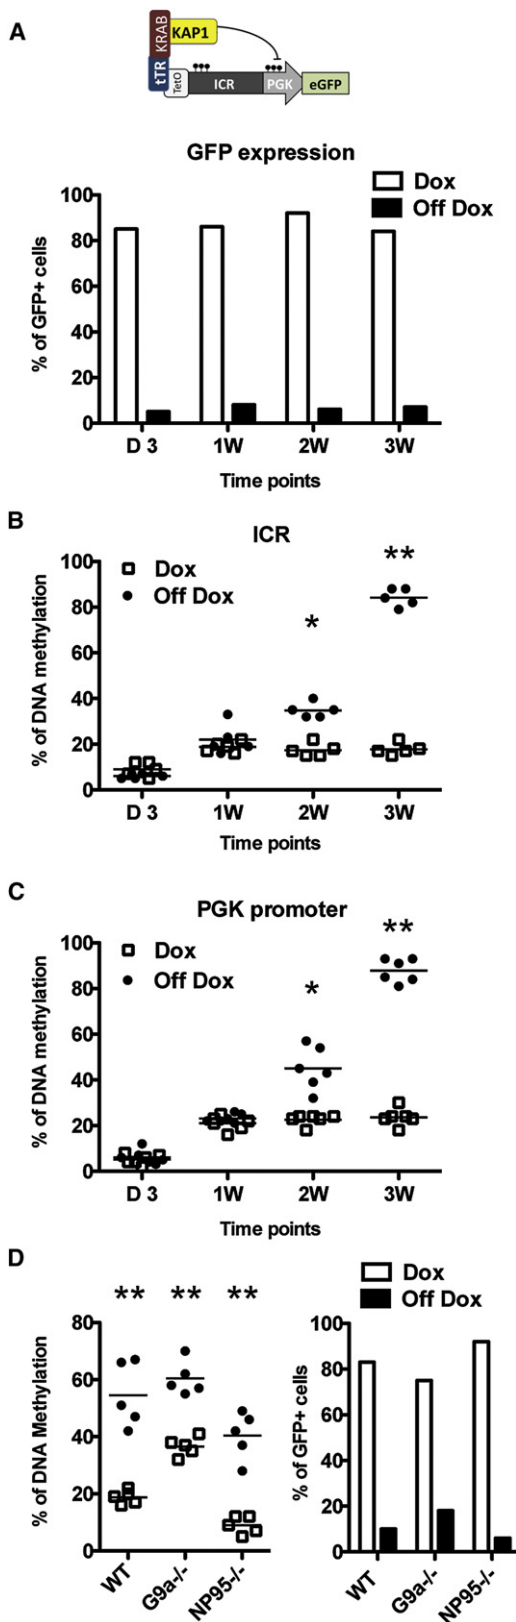 A
KRAB
KAP1
tTR
TetO
ICR
PGK
eGFP
GFP expression
Dox
Off Dox
% of GFP+ cells
100
80
60
40
20
0
D 3 1W 2W 3W
Time points
B
ICR
Dox
Off Dox
*
**
% of DNA methylation
100
80
60
40
20
0
D 3 1W 2W 3W
Time points
C
PGK promoter
Dox
Off Dox
*
**
% of DNA methylation
100
80
60
40
20
0
D 3 1W 2W 3W
Time points
D
** ** **
% of DNA Methylation
80
60
40
20
0
WT G9a-/- NP95-/-
Dox
Off Dox
% of GFP+ cells
100
80
60
40
20
0
WT G9a-/- NP95-/-